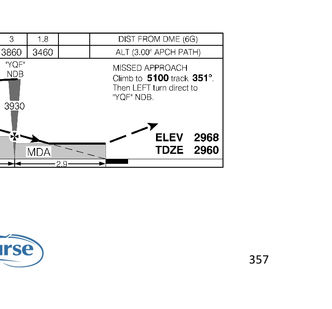 3 1.8 DIST FROM DME (6G)
3860 3460 ALT (3.00° APCH PATH)
"YQF"
NDB
3930
MISSED APPROACH
Climb to 5100 track 351°.
Then LEFT turn direct to
"YQF" NDB.
ELEV 2968
TDZE 2960
MDA
2.9
urse
357